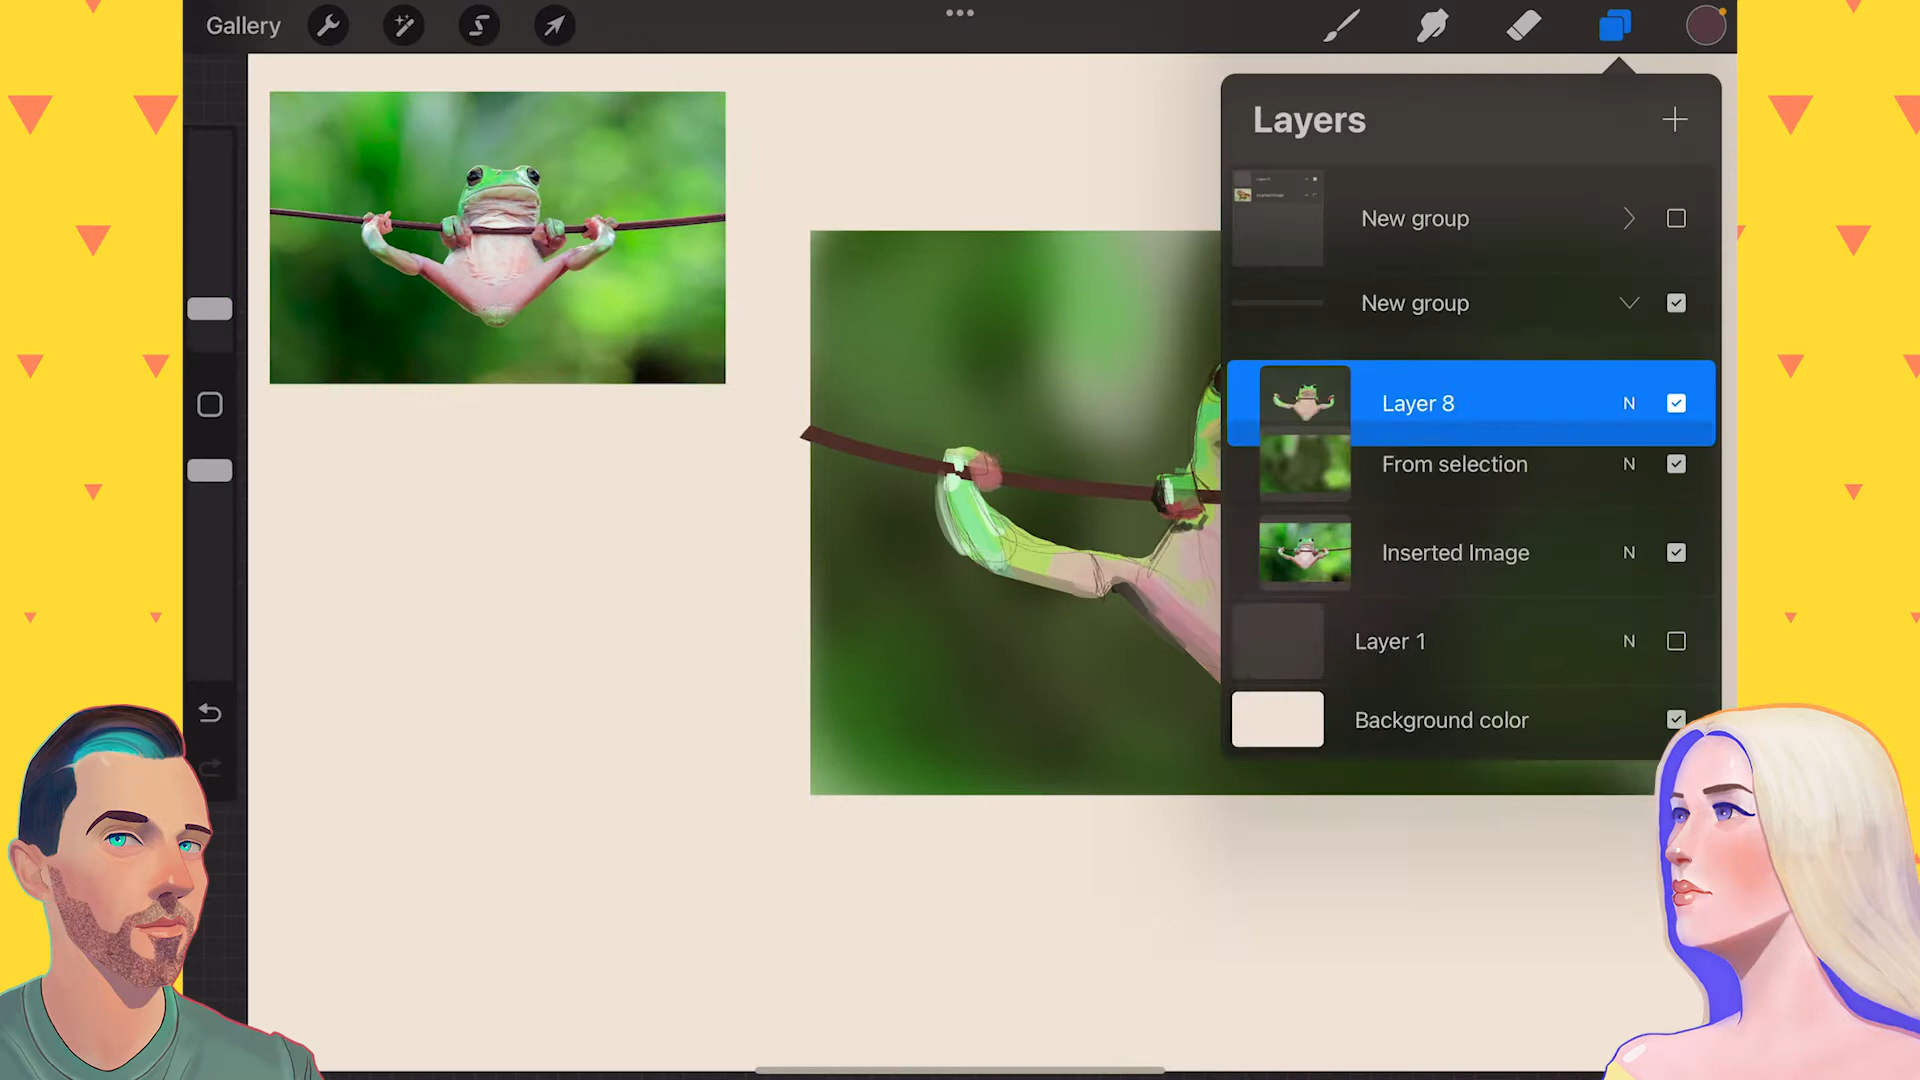 Gallery
Layers
New group
New group
Layer 8 N
From selection N
Inserted Image N
Layer 1 N
Background color